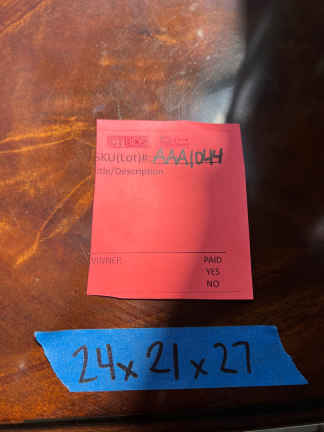 SKU(Lot)#: AAA1044
itle/Description
WINNER PAID
YES
NO
24x21x27